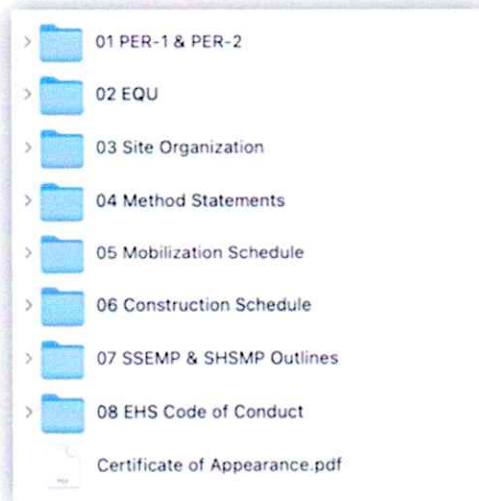 01 PER-1 & PER-2
02 EQU
03 Site Organization
04 Method Statements
05 Mobilization Schedule
06 Construction Schedule
07 SSEMP & SHSMP Outlines
08 EHS Code of Conduct
Certificate of Appearance.pdf